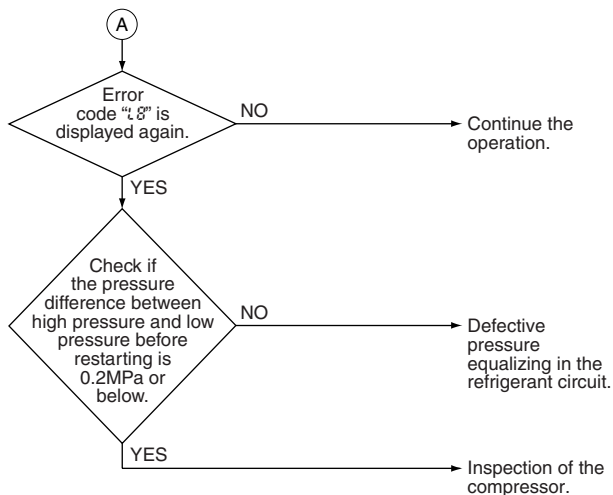 A
Error
code “L8” is
displayed again.
NO
Continue the
operation.
YES
Check if
the pressure
difference between
high pressure and low
pressure before
restarting is
0.2MPa or
below.
NO
Defective
pressure
equalizing in the
refrigerant circuit.
YES
Inspection of the
compressor.